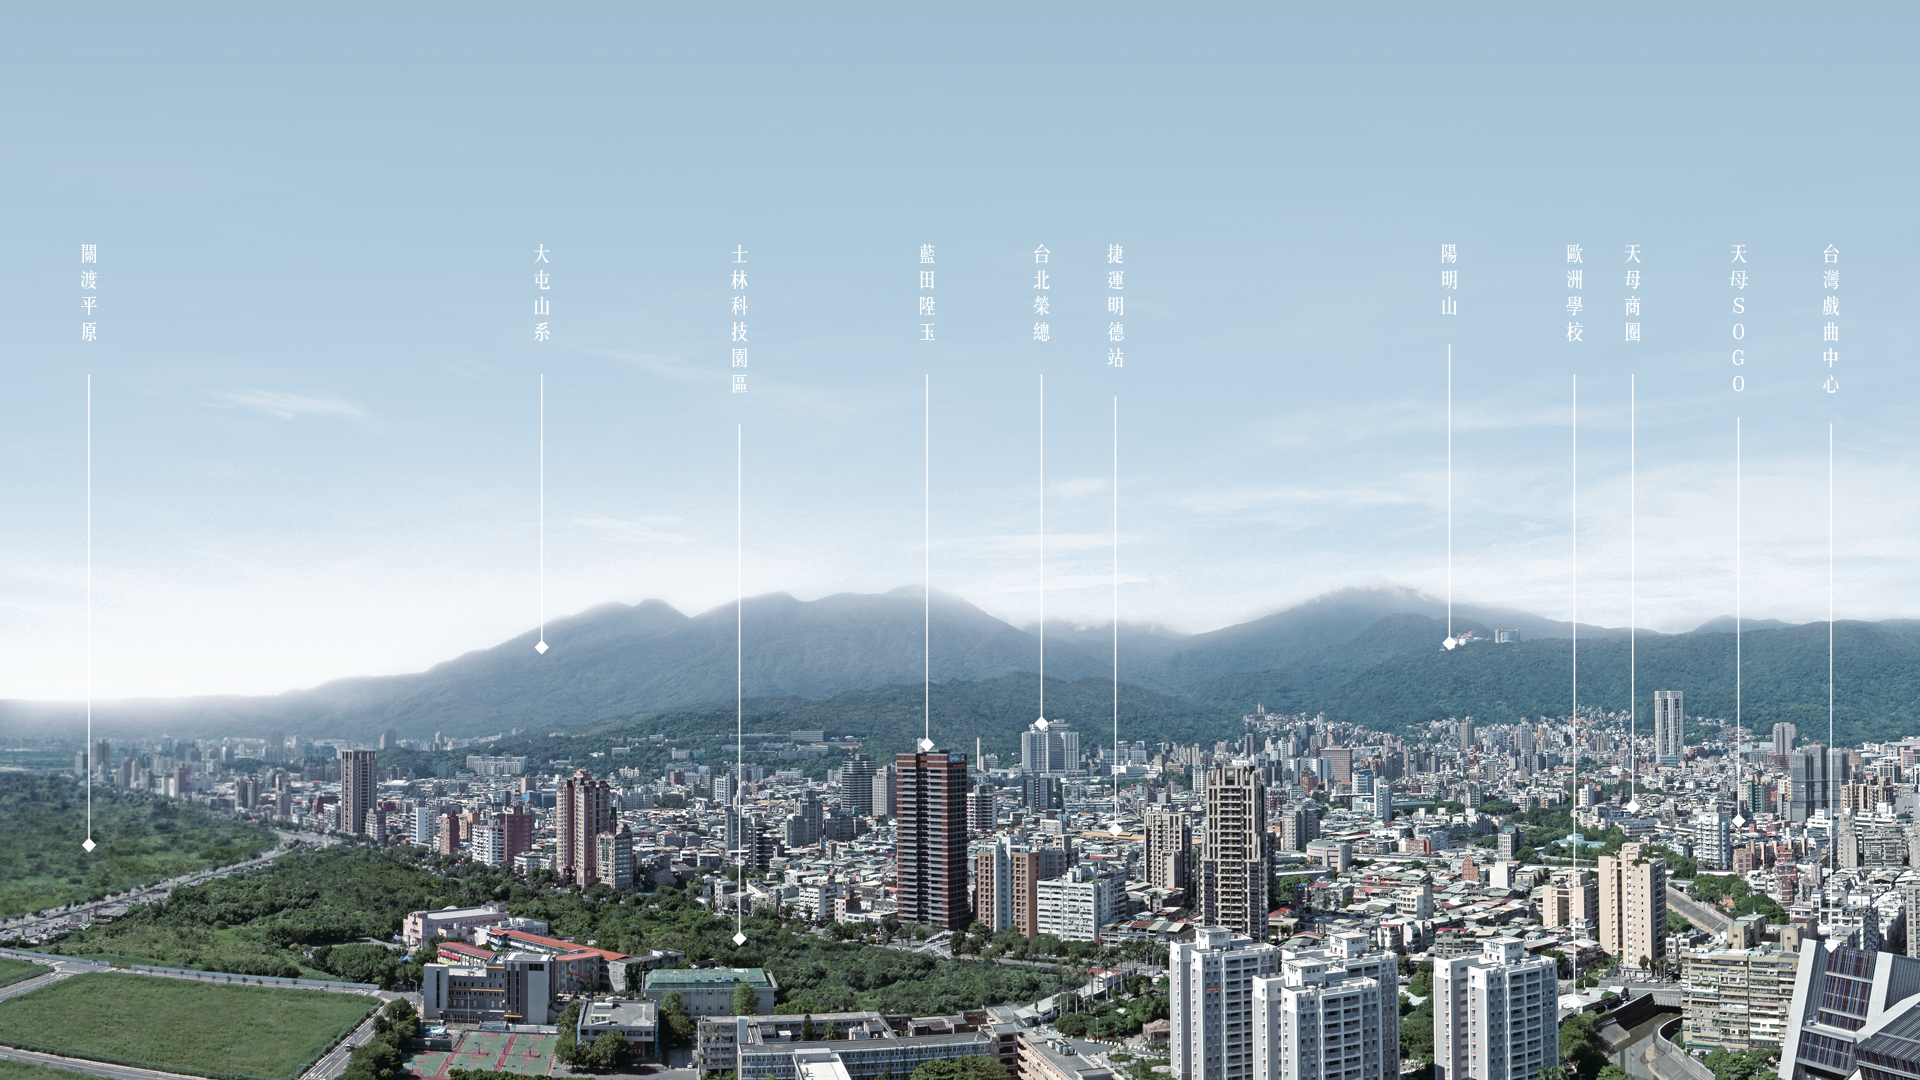 關渡平原
大屯山系
士林科技園區
藍田陞玉
台北榮總
捷運明德站
陽明山
歐洲學校
天母商圈
天母SOGO
台灣戲曲中心